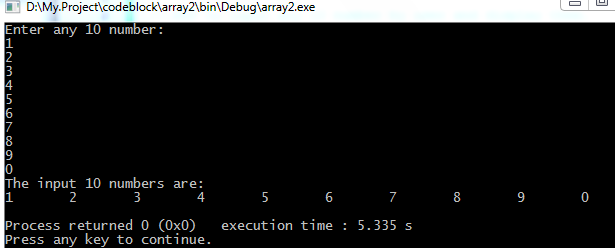 D:\My.Project\codeblock\array2\bin\Debug\array2.exe
Enter any 10 number:
1
2
3
4
5
6
7
8
9
0
The input 10 numbers are:
1 2 3 4 5 6 7 8 9 0
Process returned 0 (0x0) execution time : 5.335 s
Press any key to continue.